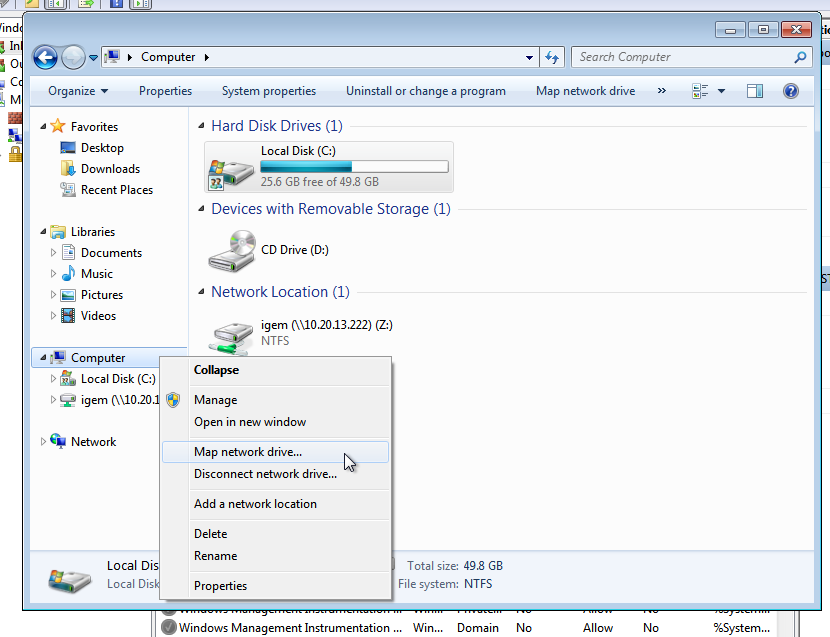 Computer
Search Computer
Organize
Properties
System properties
Uninstall or change a program
Map network drive
»
Favorites
Desktop
Downloads
Recent Places
Libraries
Documents
Music
Pictures
Videos
Computer
Local Disk (C:)
igem (\\10.20.1
Network
Hard Disk Drives (1)
Local Disk (C:)
25.6 GB free of 49.8 GB
Devices with Removable Storage (1)
CD Drive (D:)
Network Location (1)
igem (\\10.20.13.222) (Z:)
NTFS
Collapse
Manage
Open in new window
Map network drive...
Disconnect network drive...
Add a network location
Delete
Rename
Properties
Local Dis
Local Disk
Total size: 49.8 GB
File system: NTFS
Windows Management Instrumentation ... Win... Private... No Allow No %System...
Windows Management Instrumentation ... Win... Domain No Allow No %System...